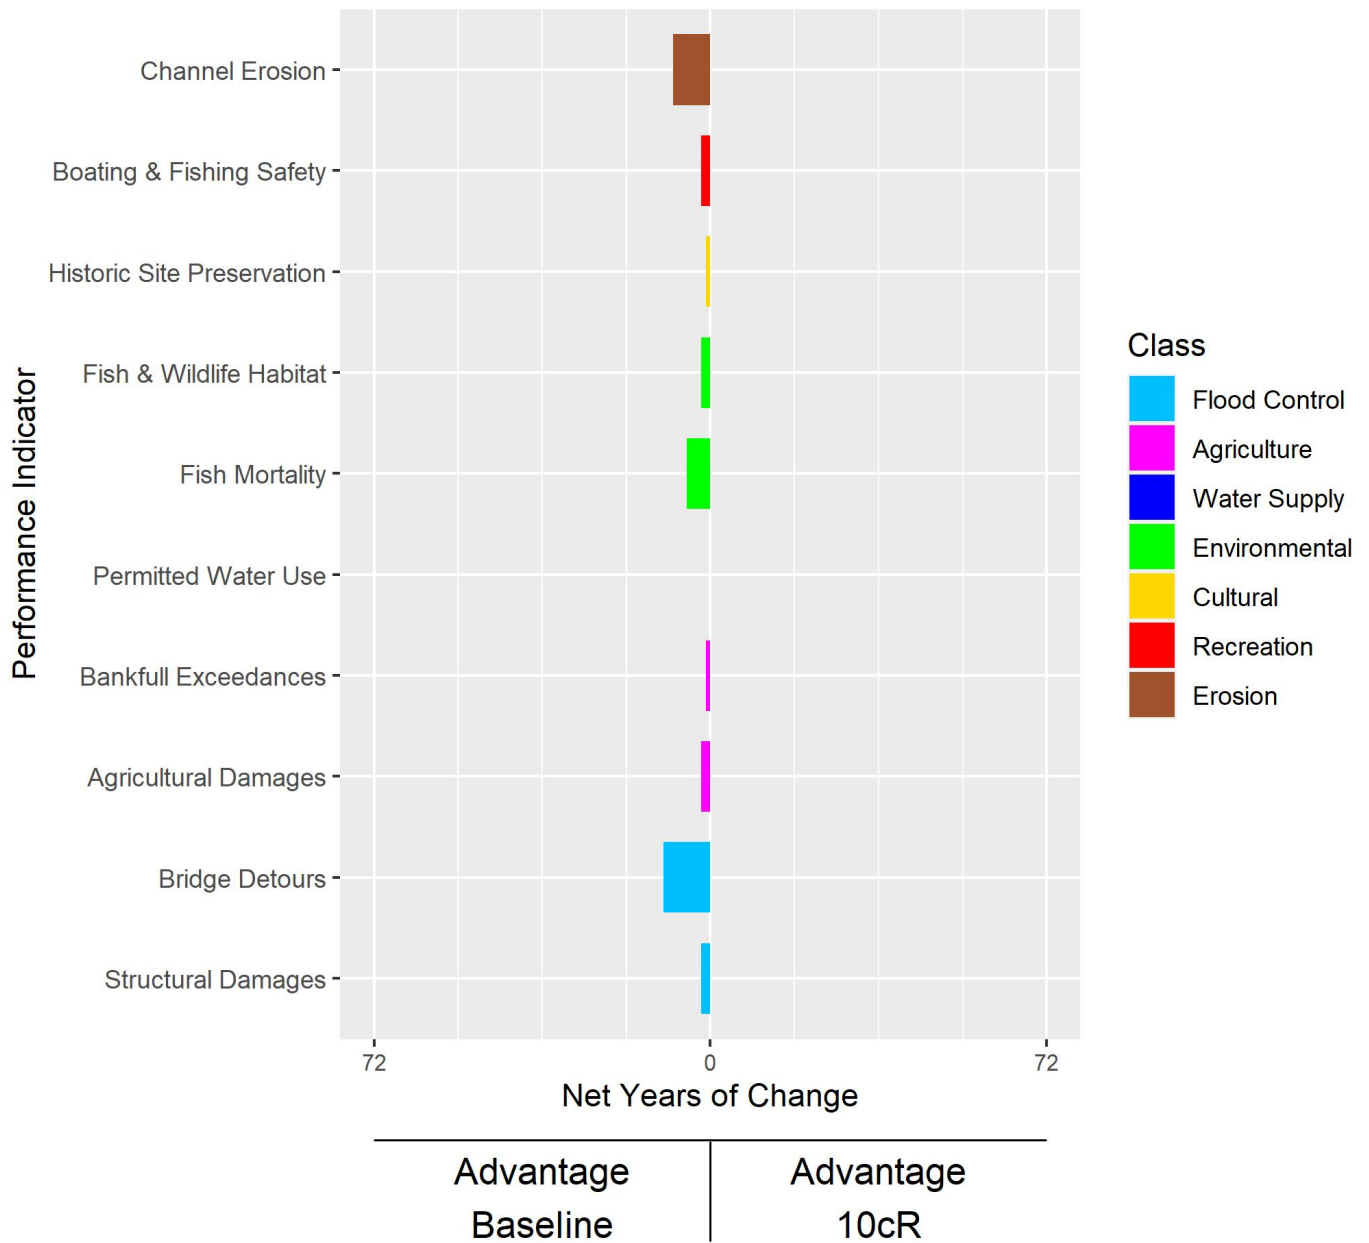 Performance Indicator
Channel Erosion
Boating & Fishing Safety
Historic Site Preservation
Fish & Wildlife Habitat
Fish Mortality
Permitted Water Use
Bankfull Exceedances
Agricultural Damages
Bridge Detours
Structural Damages
72 0 72
Net Years of Change
Advantage Advantage
Baseline 10cR
Class
Flood Control
Agriculture
Water Supply
Environmental
Cultural
Recreation
Erosion